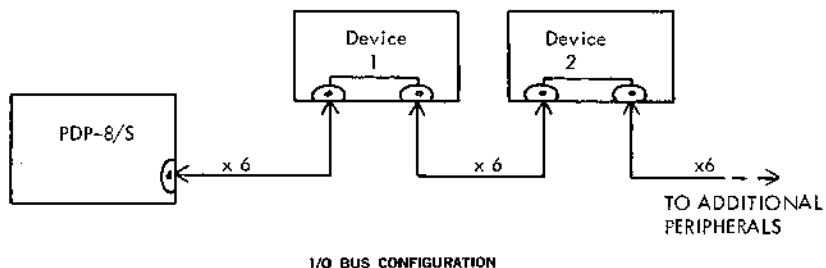 Device
1
Device
2
PDP-8/S
x 6
x 6
x6
TO ADDITIONAL
PERIPHERALS
I/O BUS CONFIGURATION